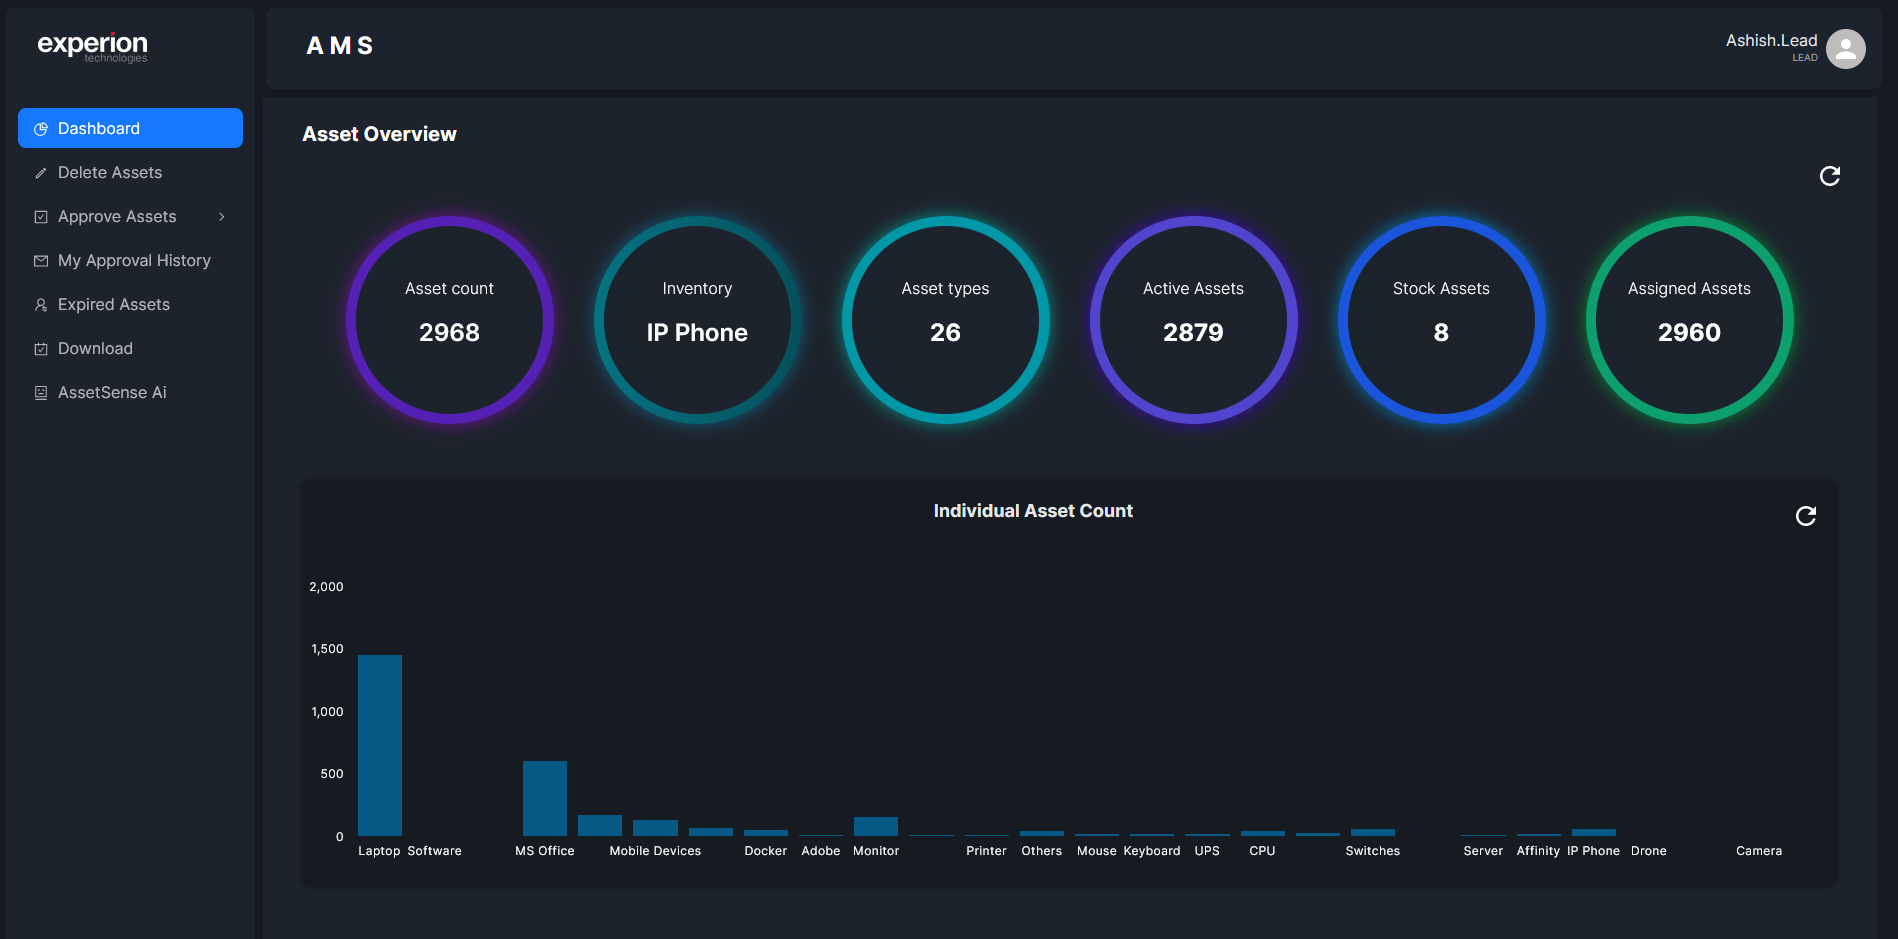 experion
technologies
Dashboard
Delete Assets
Approve Assets
My Approval History
Expired Assets
Download
AssetSense Ai
AMS
Ashish.Lead
LEAD
Asset Overview
Asset count
2968
Inventory
IP Phone
Asset types
26
Active Assets
2879
Stock Assets
8
Assigned Assets
2960
Individual Asset Count
2,000
1,500
1,000
500
0
Laptop Software MS Office Mobile Devices Docker Adobe Monitor Printer Others Mouse Keyboard UPS CPU Switches Server Affinity IP Phone Drone Camera